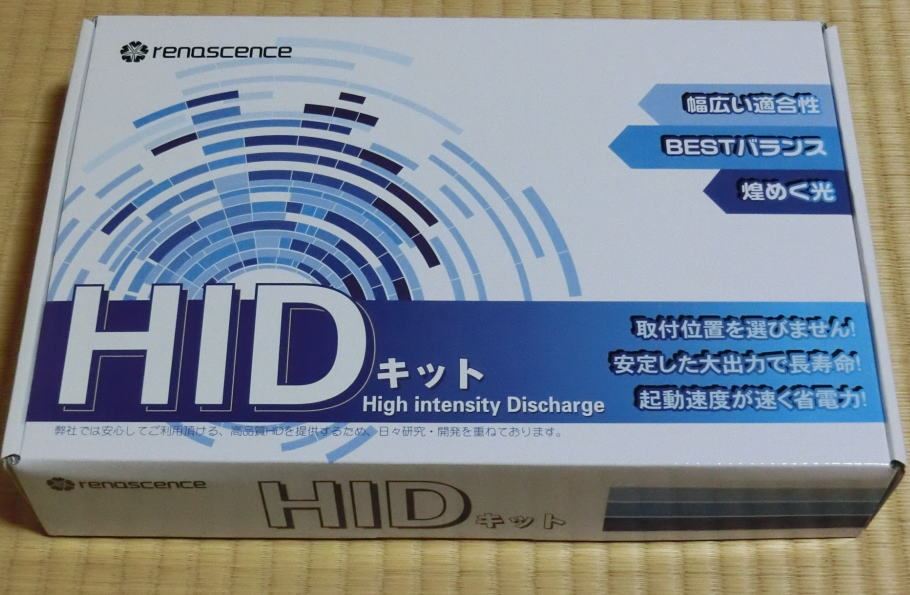 renascence
幅広い適合性
BESTバランス
煌めく光
HID
キット
High intensity Discharge
取付位置を選びません!
安定した大出力で長寿命!
起動速度が速く省電力!
弊社では安心してご利用頂ける、高品質HIDを提供するため、日々研究・開発を重ねております。
renascence
HID
キット